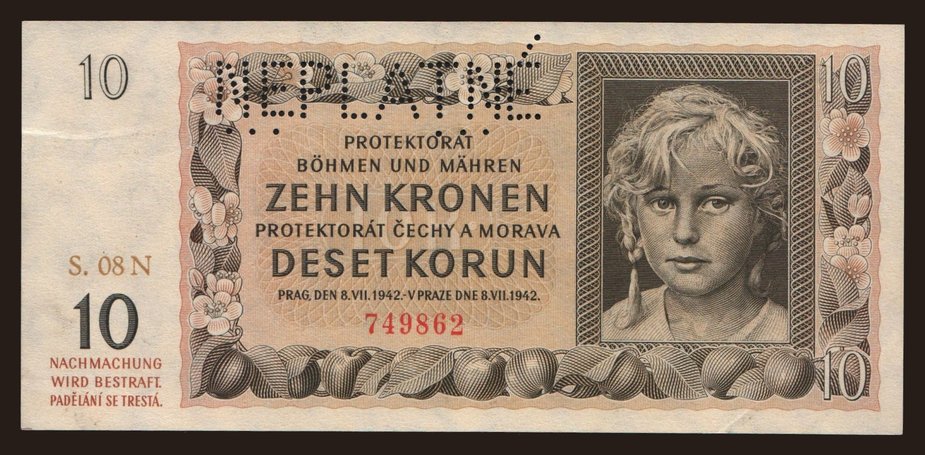 10
NEPLATNÉ
10
PROTEKTORAT
BÖHMEN UND MÄHREN
ZEHN KRONEN
PROTEKTORÁT ČECHY A MORAVA
DESET KORUN
PRAG, DEN 8.VII.1942.-V PRAZE DNE 8.VII.1942.
749862
S. 08 N
10
NACHMACHUNG
WIRD BESTRAFT.
PADĚLÁNÍ SE TRESTÁ.
10